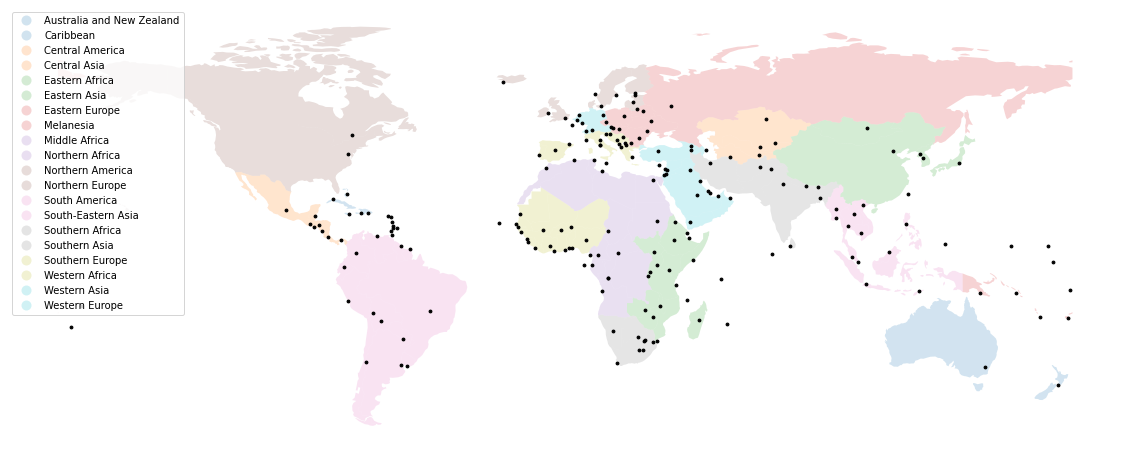 Australia and New Zealand
Caribbean
Central America
Central Asia
Eastern Africa
Eastern Asia
Eastern Europe
Melanesia
Middle Africa
Northern Africa
Northern America
Northern Europe
South America
South-Eastern Asia
Southern Africa
Southern Asia
Southern Europe
Western Africa
Western Asia
Western Europe